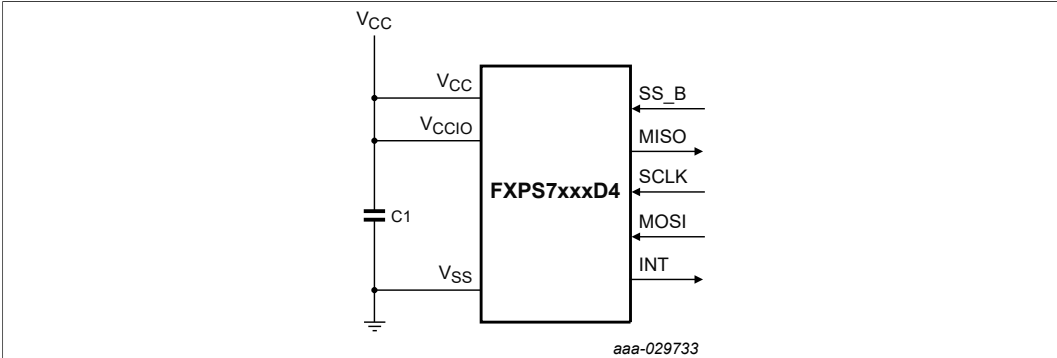 VCC
VCC
VCCIO
C1
VSS
FXPS7xxxD4
SS_B
MISO
SCLK
MOSI
INT
aaa-029733